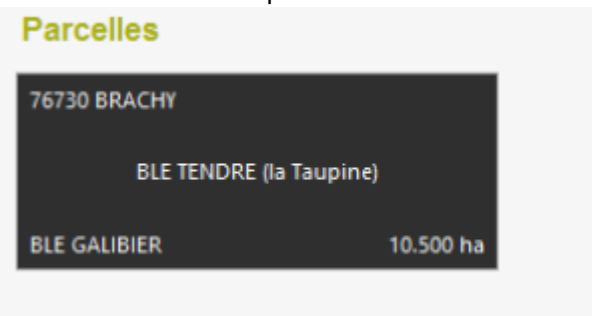 Parcelles
76730 BRACHY
BLE TENDRE (la Taupine)
BLE GALIBIER 10.500 ha